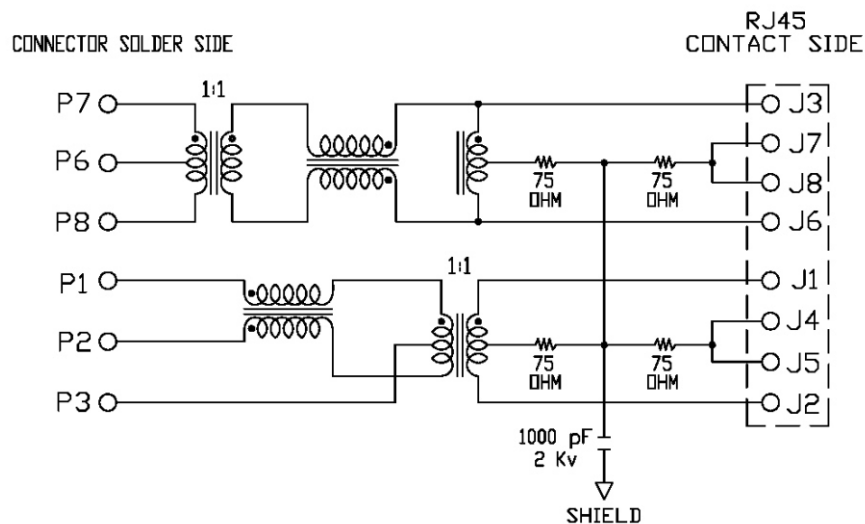 RJ45
CONNECTOR SOLDER SIDE
CONTACT SIDE
1:1
P7
J3
J7
P6
75
OHM
75
OHM
J8
P8
J6
1:1
P1
J1
J4
P2
75
OHM
75
OHM
J5
P3
J2
1000 pF
2 Kv
SHIELD